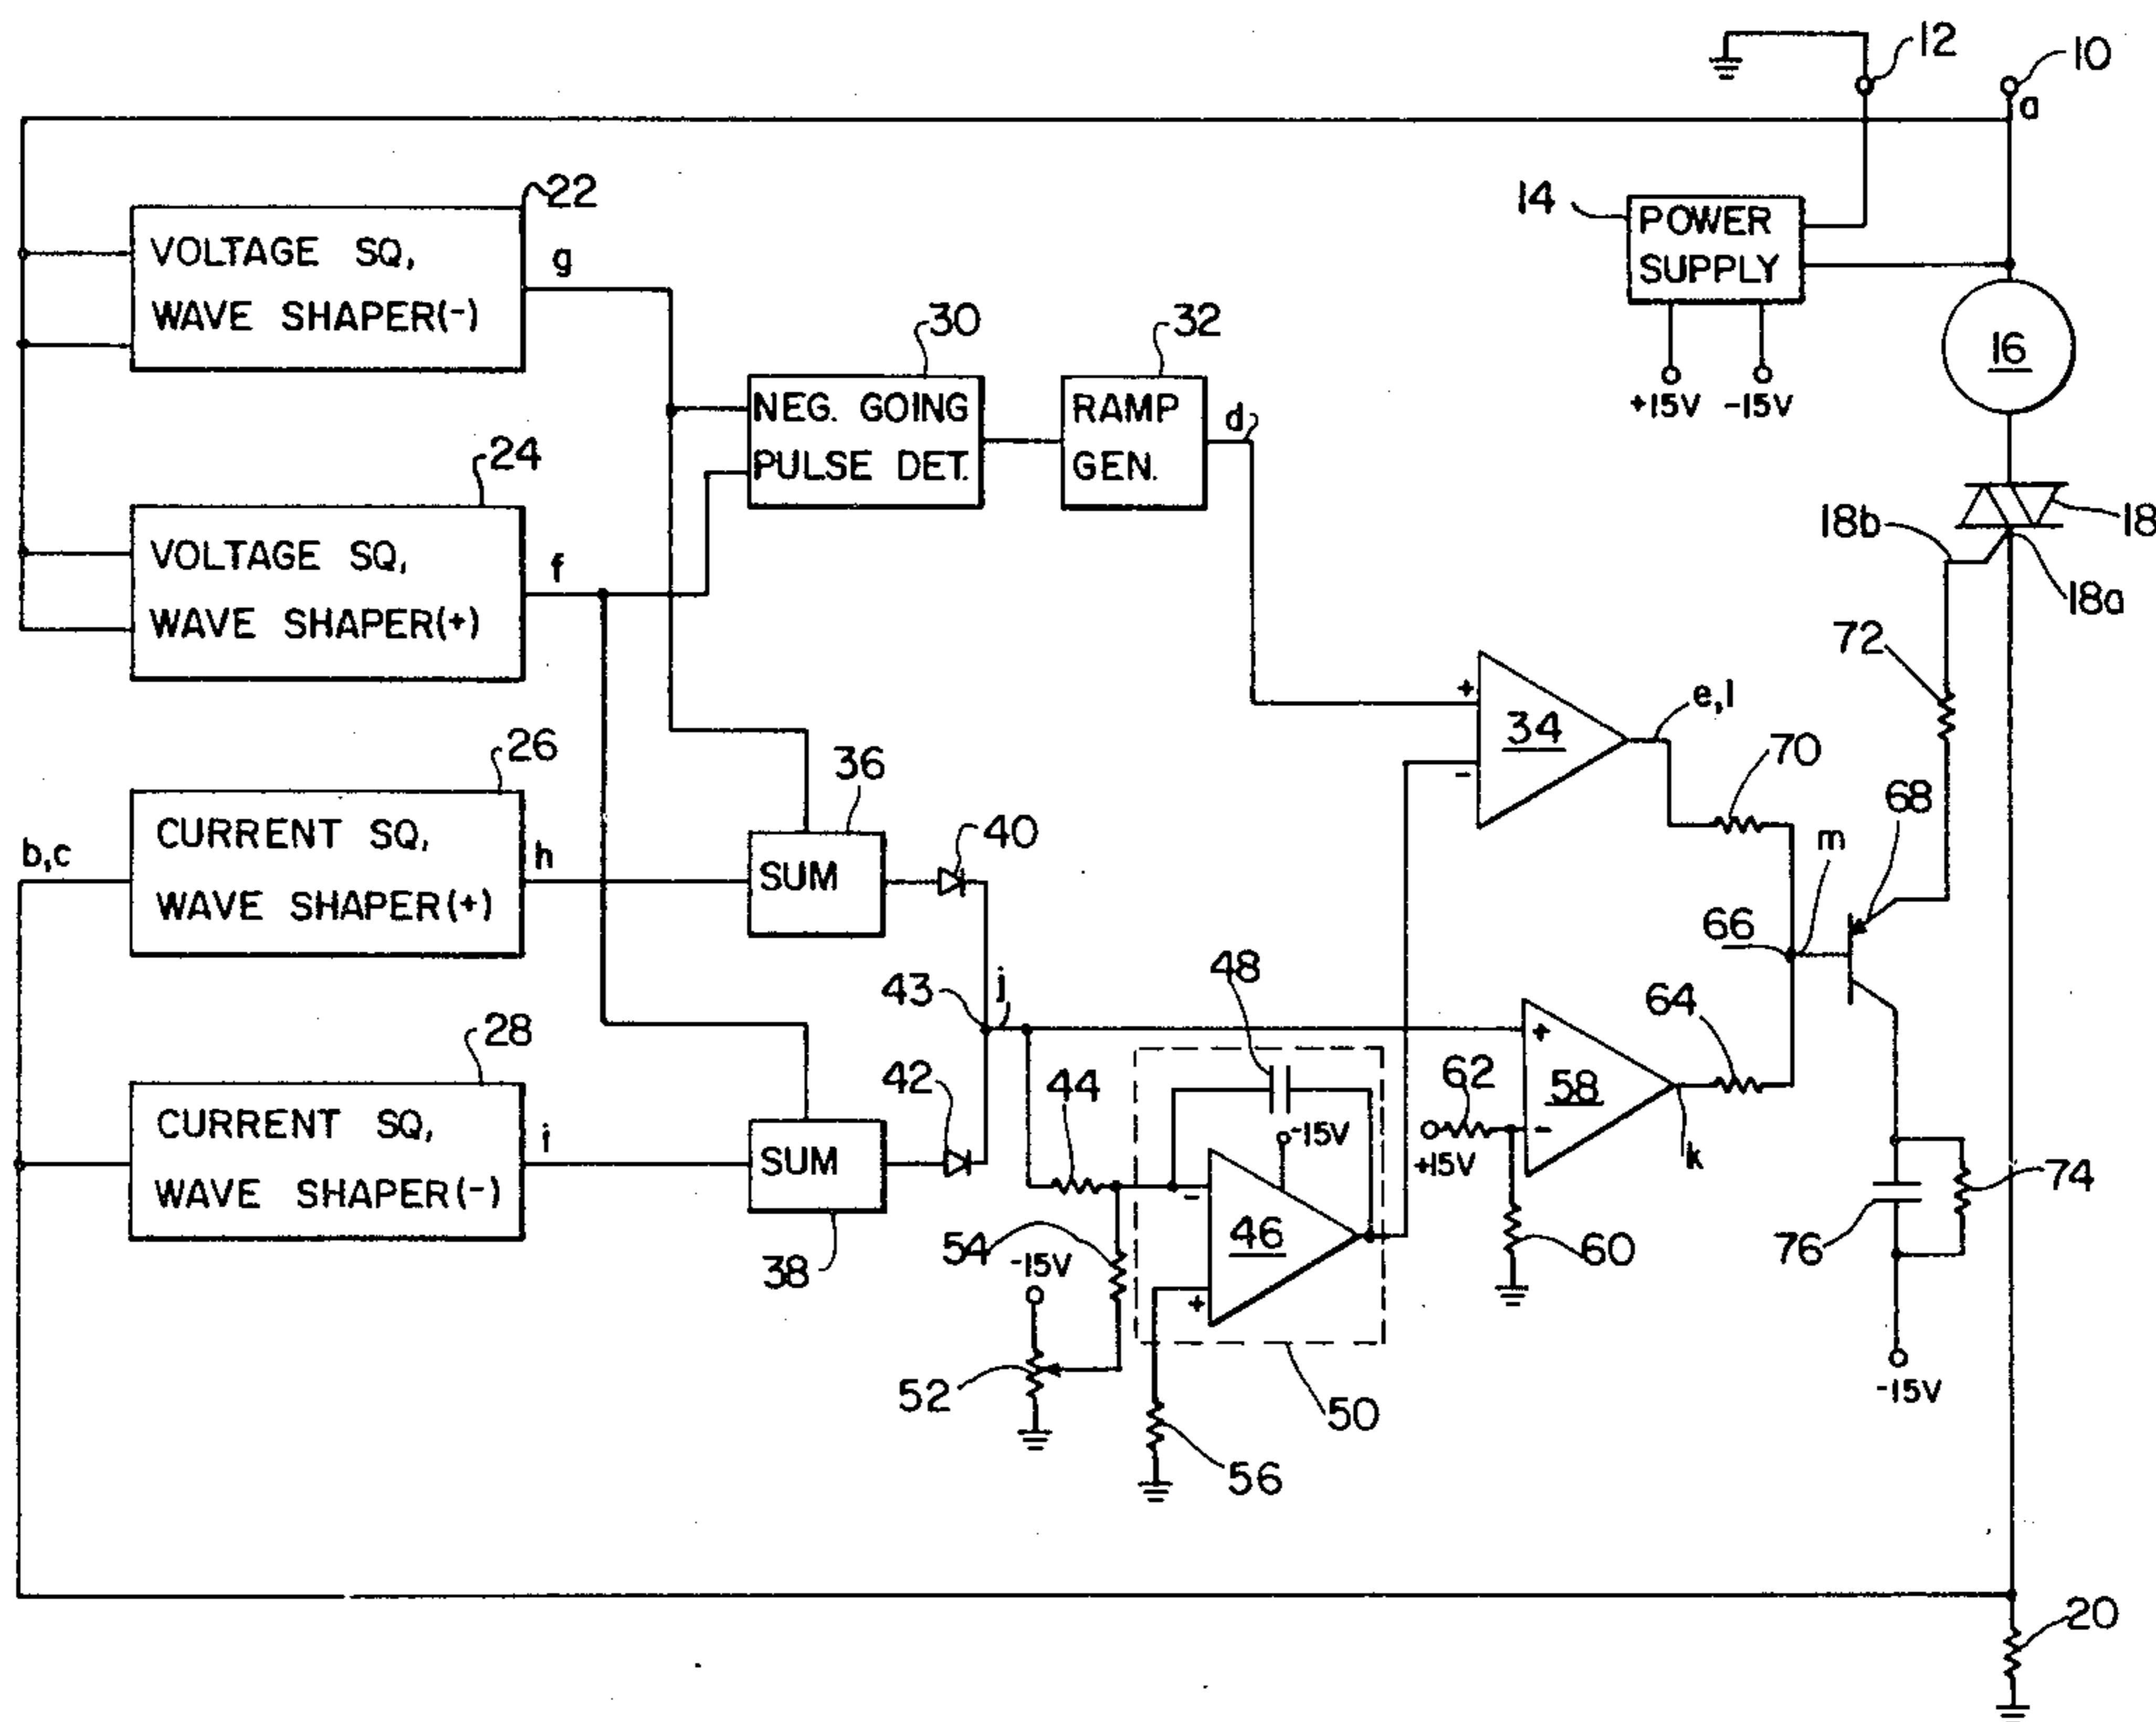 12
10
a
22
VOLTAGE SQ,
WAVE SHAPER(-)
g
14
POWER
SUPPLY
+15V
-15V
16
30
NEG. GOING
PULSE DET.
32
RAMP
GEN.
d
24
VOLTAGE SQ,
WAVE SHAPER(+)
f
18b
18
18a
72
+
34
-
e,l
70
26
CURRENT SQ,
WAVE SHAPER(+)
b,c
h
36
SUM
40
68
m
66
43
j
48
28
CURRENT SQ,
WAVE SHAPER(-)
i
42
SUM
38
44
-15V
62
+15V
+
58
-
64
k
46
-
+
54
-15V
52
56
50
60
74
76
-15V
20